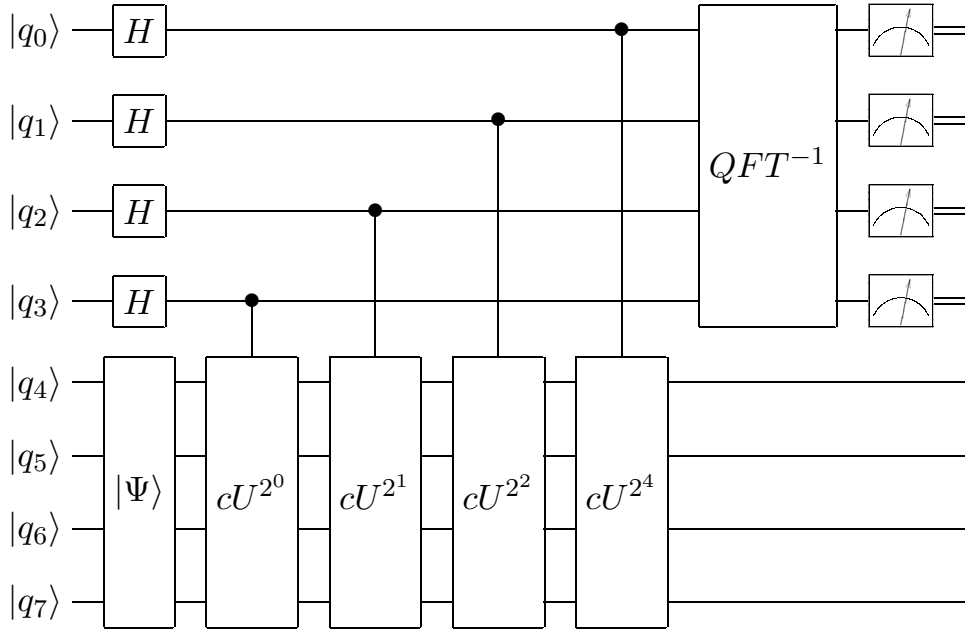 |q₀⟩ H
|q₁⟩ H
|q₂⟩ H
|q₃⟩ H
QFT⁻¹
|q₄⟩
|q₅⟩
|q₆⟩
|q₇⟩
|Ψ⟩ cU^{2^0} cU^{2^1} cU^{2^2} cU^{2^4}